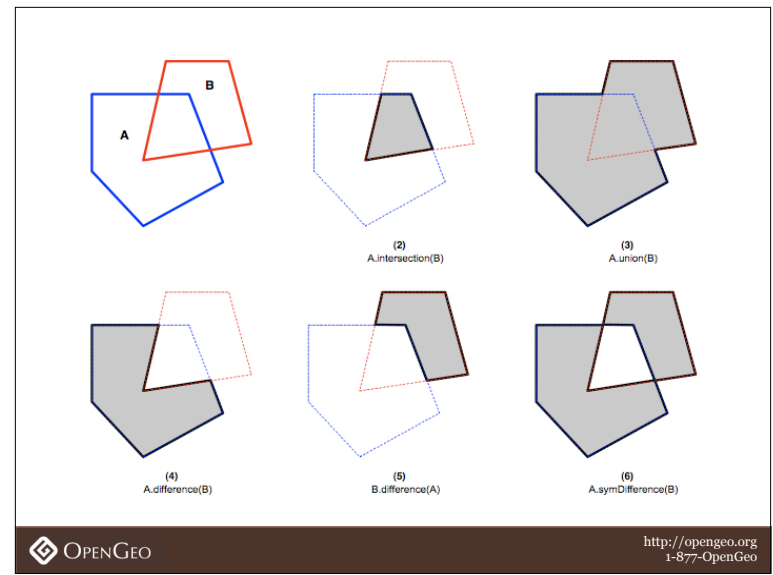 A
B
(2)
A.intersection(B)
(3)
A.union(B)
(4)
A.difference(B)
(5)
B.difference(A)
(6)
A.symDifference(B)
OPENGEO
http://opengeo.org
1-877-OpenGeo